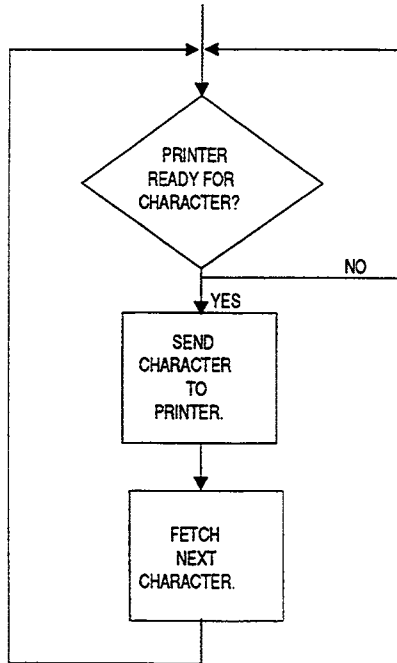 PRINTER
READY FOR
CHARACTER?
NO
YES
SEND
CHARACTER
TO
PRINTER.
FETCH
NEXT
CHARACTER.